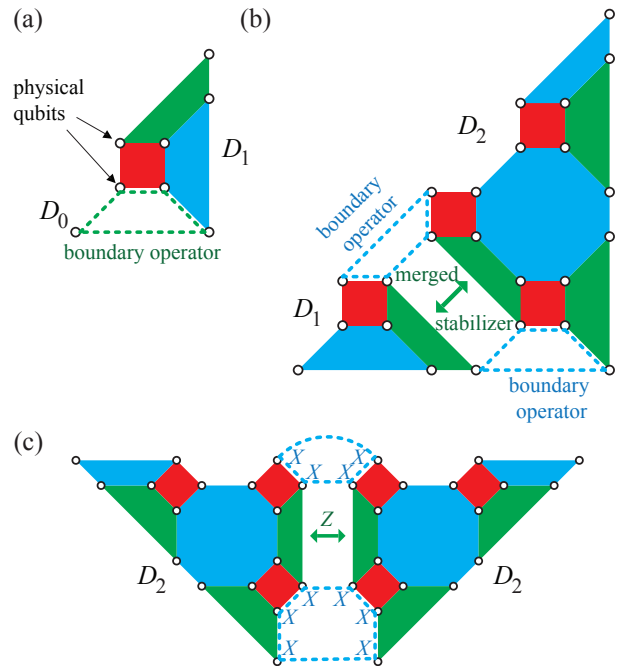 (a)
physical
qubits
D0
D1
boundary operator
(b)
D2
boundary
operator
merged
stabilizer
D1
boundary
operator
(c)
X X
X X
Z
D2
D2
X X
X X
X X